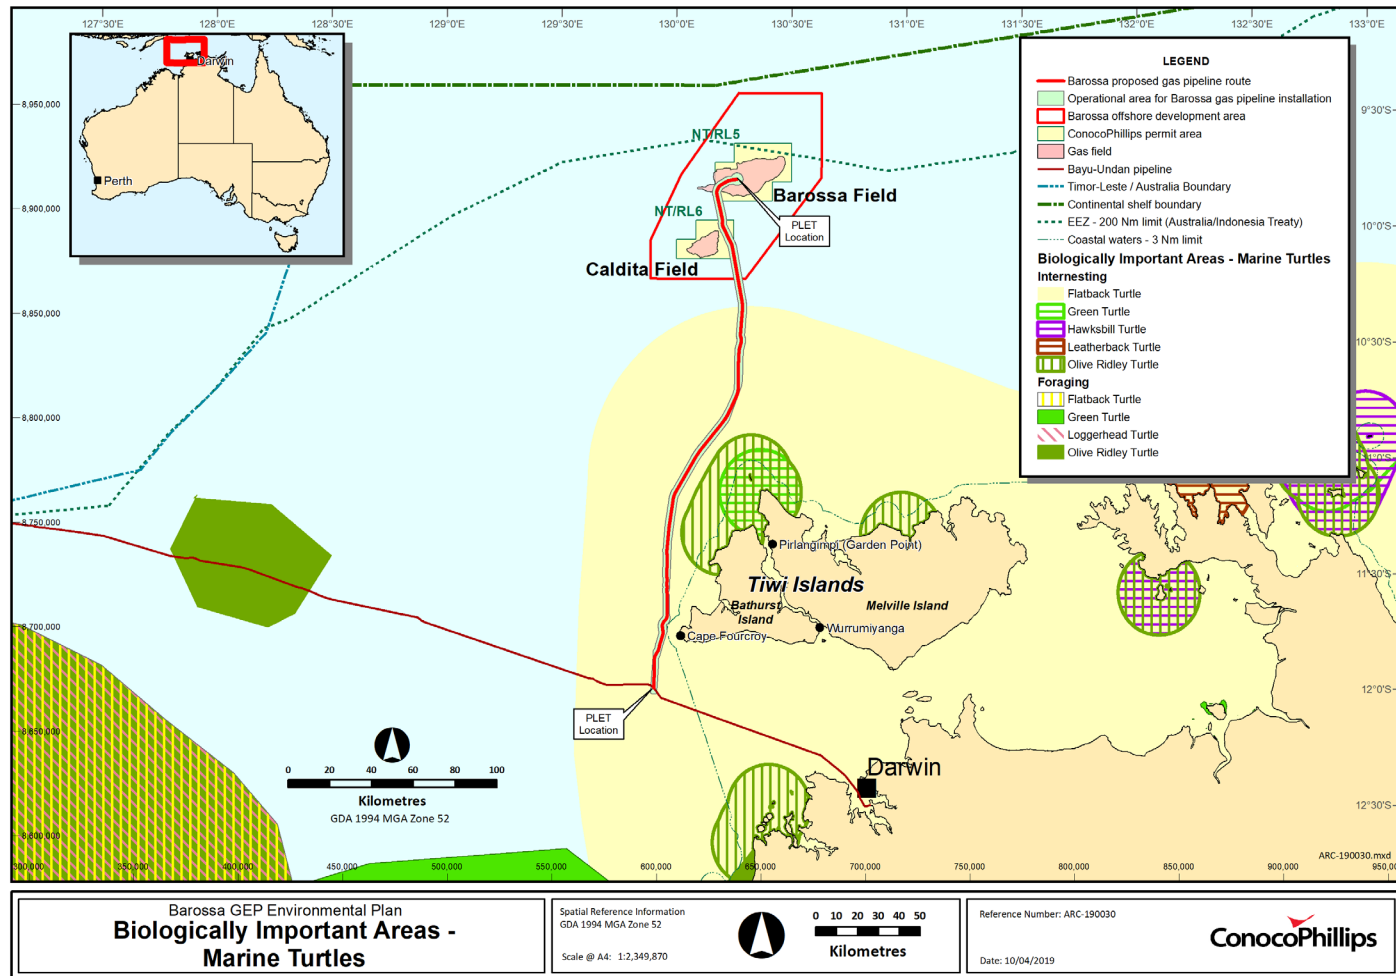 127°30'E
128°0'E
128°30'E
129°0'E
129°30'E
130°0'E
130°30'E
131°0'E
131°30'E
132°0'E
132°30'E
133°0'E
Darwin
Perth
8,950,000
8,900,000
8,850,000
8,800,000
8,750,000
8,700,000
8,650,000
8,600,000
9°30'S
10°0'S
10°30'S
11°0'S
11°30'S
12°0'S
12°30'S
NT/RL5
Barossa Field
NT/RL6
PLET
Location
Caldita Field
LEGEND
Barossa proposed gas pipeline route
Operational area for Barossa gas pipeline installation
Barossa offshore development area
ConocoPhillips permit area
Gas field
Bayu-Undan pipeline
Timor-Leste / Australia Boundary
Continental shelf boundary
EEZ - 200 Nm limit (Australia/Indonesia Treaty)
Coastal waters - 3 Nm limit
Biologically Important Areas - Marine Turtles
Internesting
Flatback Turtle
Green Turtle
Hawksbill Turtle
Leatherback Turtle
Olive Ridley Turtle
Foraging
Flatback Turtle
Green Turtle
Loggerhead Turtle
Olive Ridley Turtle
Pirlangimpi (Garden Point)
Tiwi Islands
Bathurst
Island
Melville Island
Cape Fourcroy
Wurrumiyanga
PLET
Location
Darwin
0 20 40 60 80 100
Kilometres
GDA 1994 MGA Zone 52
ARC-190030.mxd
300,000
350,000
400,000
450,000
500,000
550,000
600,000
650,000
700,000
750,000
800,000
850,000
900,000
950,000
Barossa GEP Environmental Plan
Biologically Important Areas -
Marine Turtles
Spatial Reference Information
GDA 1994 MGA Zone 52
Scale @ A4: 1:2,349,870
0 10 20 30 40 50
Kilometres
Reference Number: ARC-190030
Date: 10/04/2019
ConocoPhillips